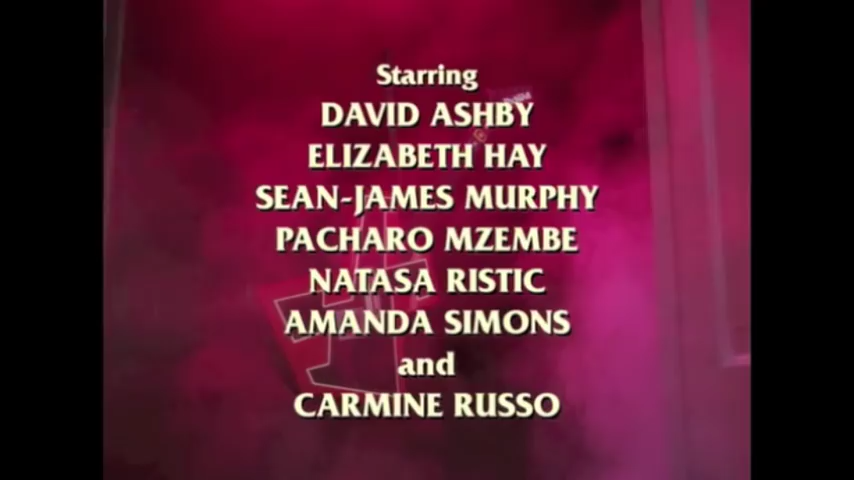 Starring
DAVID ASHBY
ELIZABETH HAY
SEAN-JAMES MURPHY
PACHARO MZEMBE
NATASA RISTIC
AMANDA SIMONS
and
CARMINE RUSSO